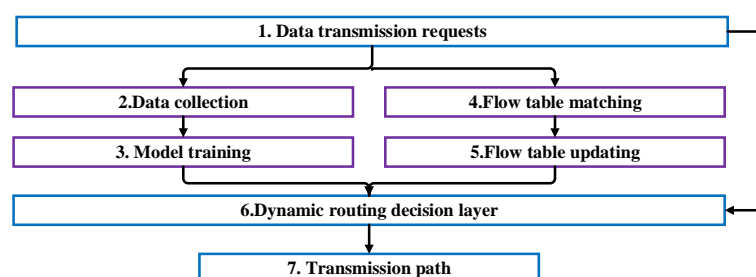 1. Data transmission requests
2.Data collection
4.Flow table matching
3. Model training
5.Flow table updating
6.Dynamic routing decision layer
7. Transmission path